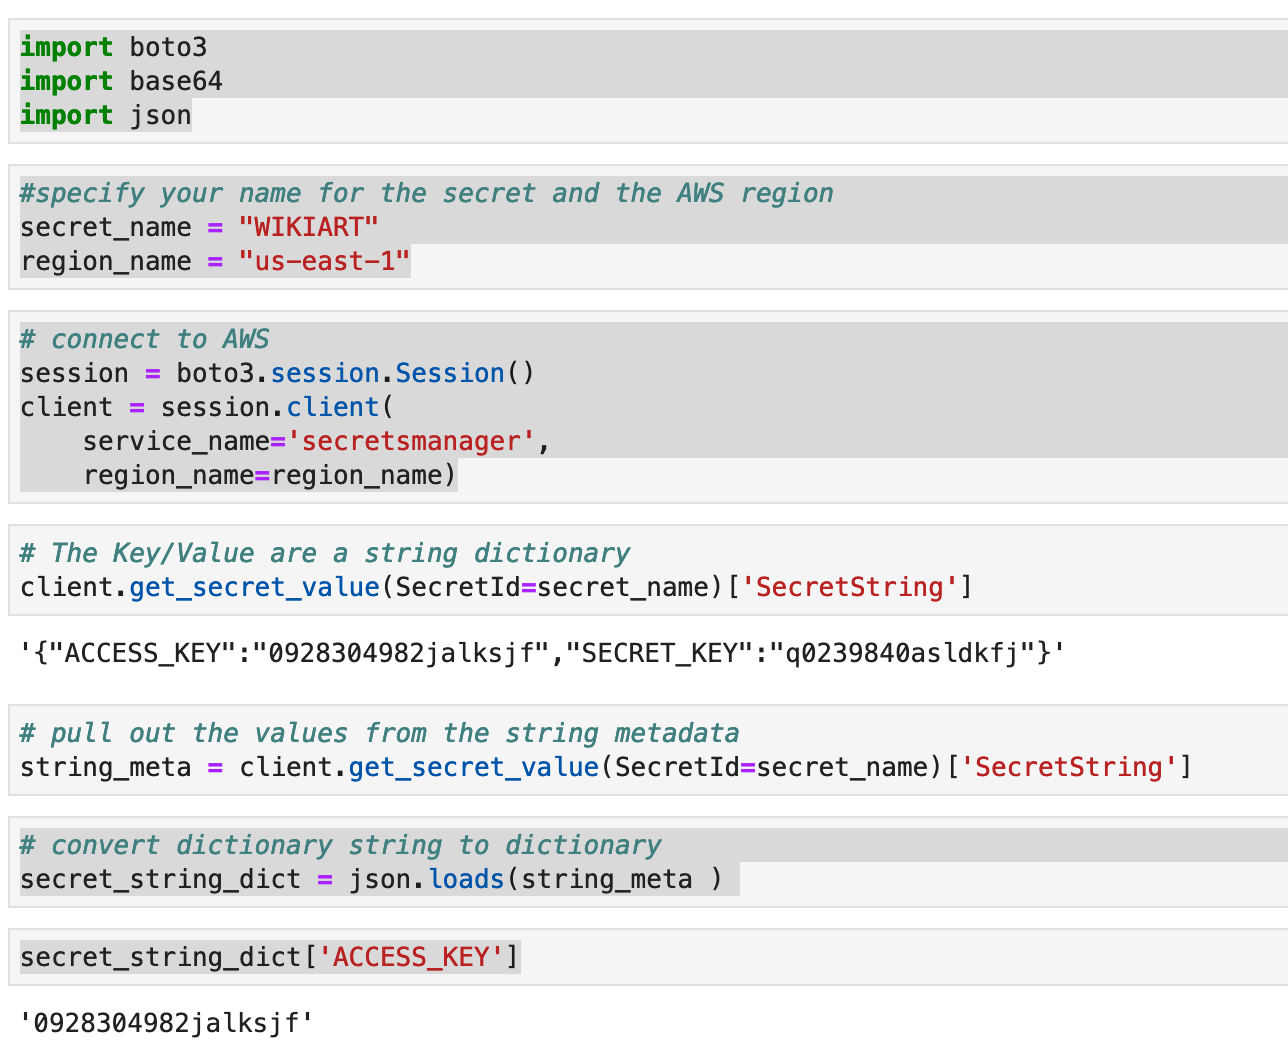 import boto3
import base64
import json
#specify your name for the secret and the AWS region
secret_name = "WIKIART"
region_name = "us-east-1"
# connect to AWS
session = boto3.session.Session()
client = session.client(
    service_name='secretsmanager',
    region_name=region_name)
# The Key/Value are a string dictionary
client.get_secret_value(SecretId=secret_name)['SecretString']
'{"ACCESS_KEY":"0928304982jalksjf","SECRET_KEY":"q0239840asldkfj"}'
# pull out the values from the string metadata
string_meta = client.get_secret_value(SecretId=secret_name)['SecretString']
# convert dictionary string to dictionary
secret_string_dict = json.loads(string_meta )
secret_string_dict['ACCESS_KEY']
'0928304982jalksjf'